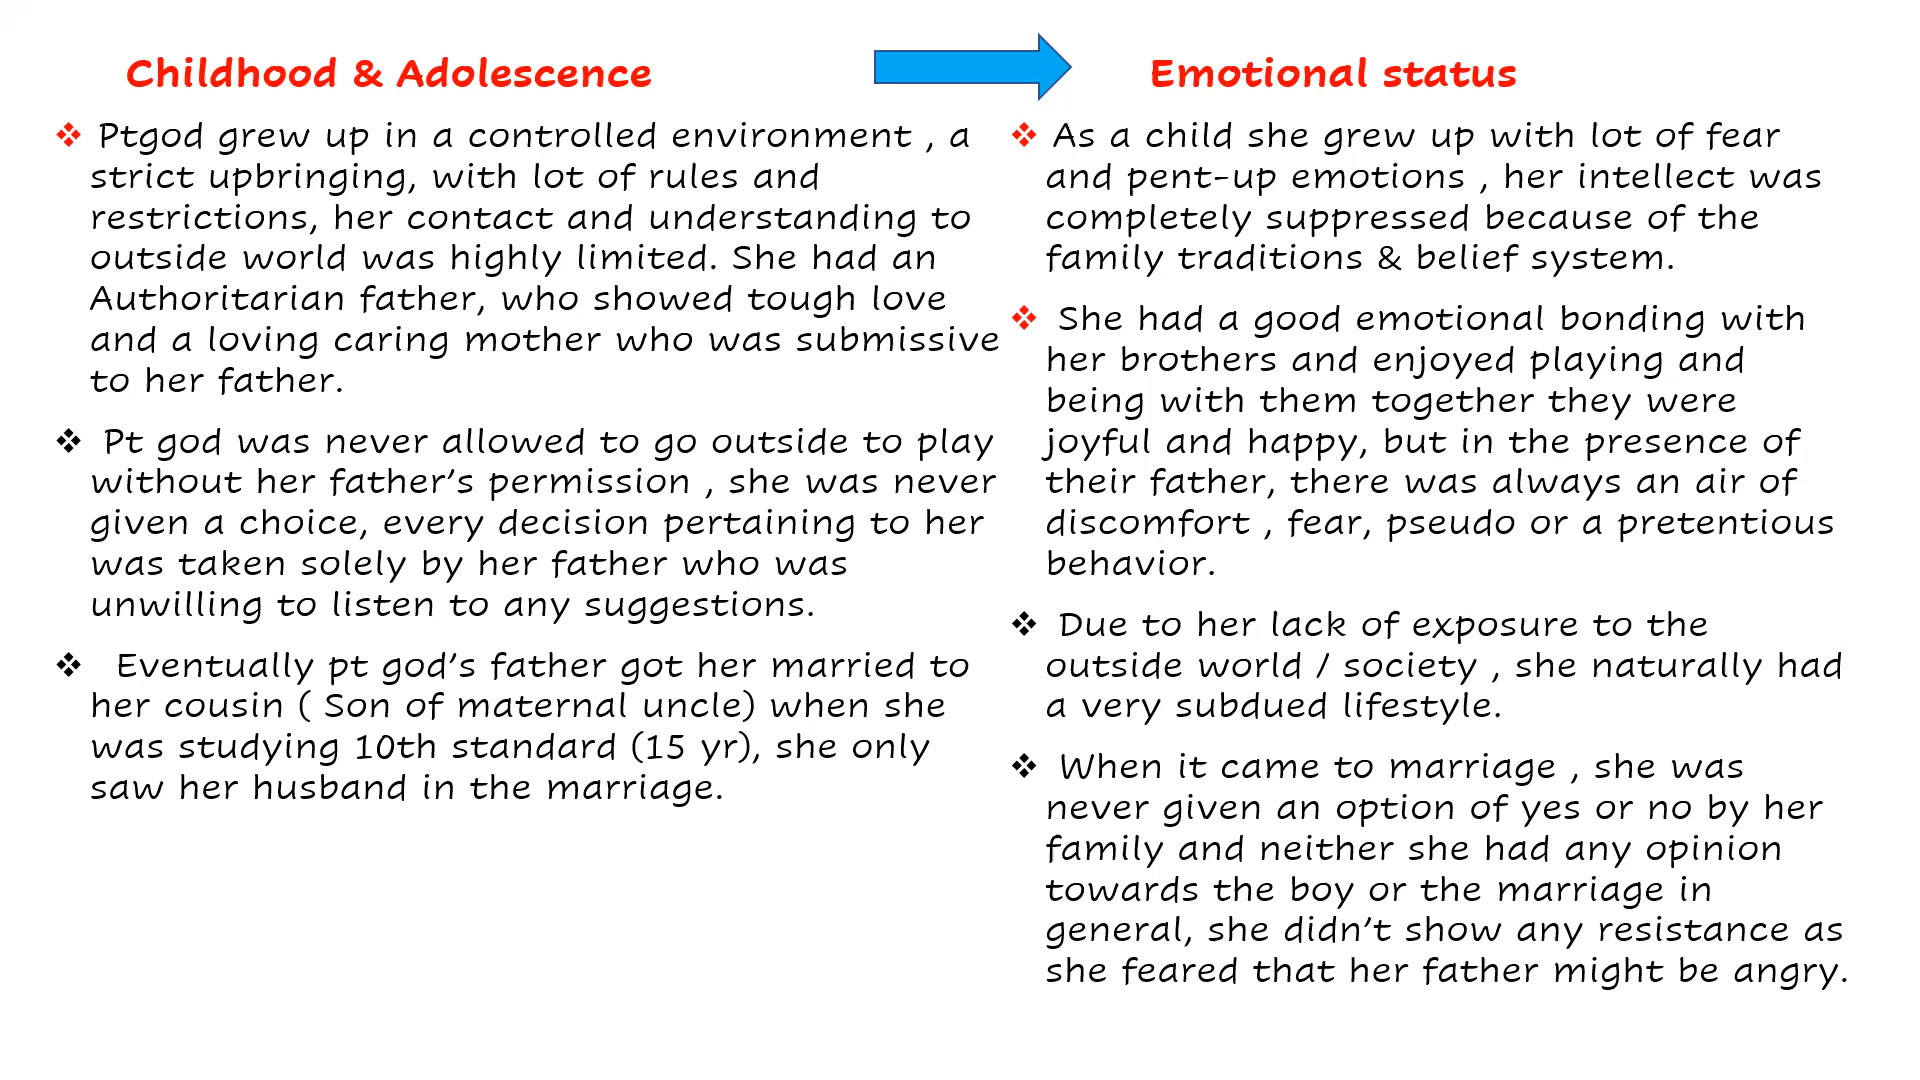 Childhood & Adolescence
❖ Ptgod grew up in a controlled environment , a
strict upbringing, with lot of rules and
restrictions, her contact and understanding to
outside world was highly limited. She had an
Authoritarian father, who showed tough love
and a loving caring mother who was submissive
to her father.
❖ Pt god was never allowed to go outside to play
without her father’s permission , she was never
given a choice, every decision pertaining to her
was taken solely by her father who was
unwilling to listen to any suggestions.
❖ Eventually pt god’s father got her married to
her cousin ( Son of maternal uncle) when she
was studying 10th standard (15 yr), she only
saw her husband in the marriage.
Emotional status
❖ As a child she grew up with lot of fear
and pent-up emotions , her intellect was
completely suppressed because of the
family traditions & belief system.
❖ She had a good emotional bonding with
her brothers and enjoyed playing and
being with them together they were
joyful and happy, but in the presence of
their father, there was always an air of
discomfort , fear, pseudo or a pretentious
behavior.
❖ Due to her lack of exposure to the
outside world / society , she naturally had
a very subdued lifestyle.
❖ When it came to marriage , she was
never given an option of yes or no by her
family and neither she had any opinion
towards the boy or the marriage in
general, she didn’t show any resistance as
she feared that her father might be angry.